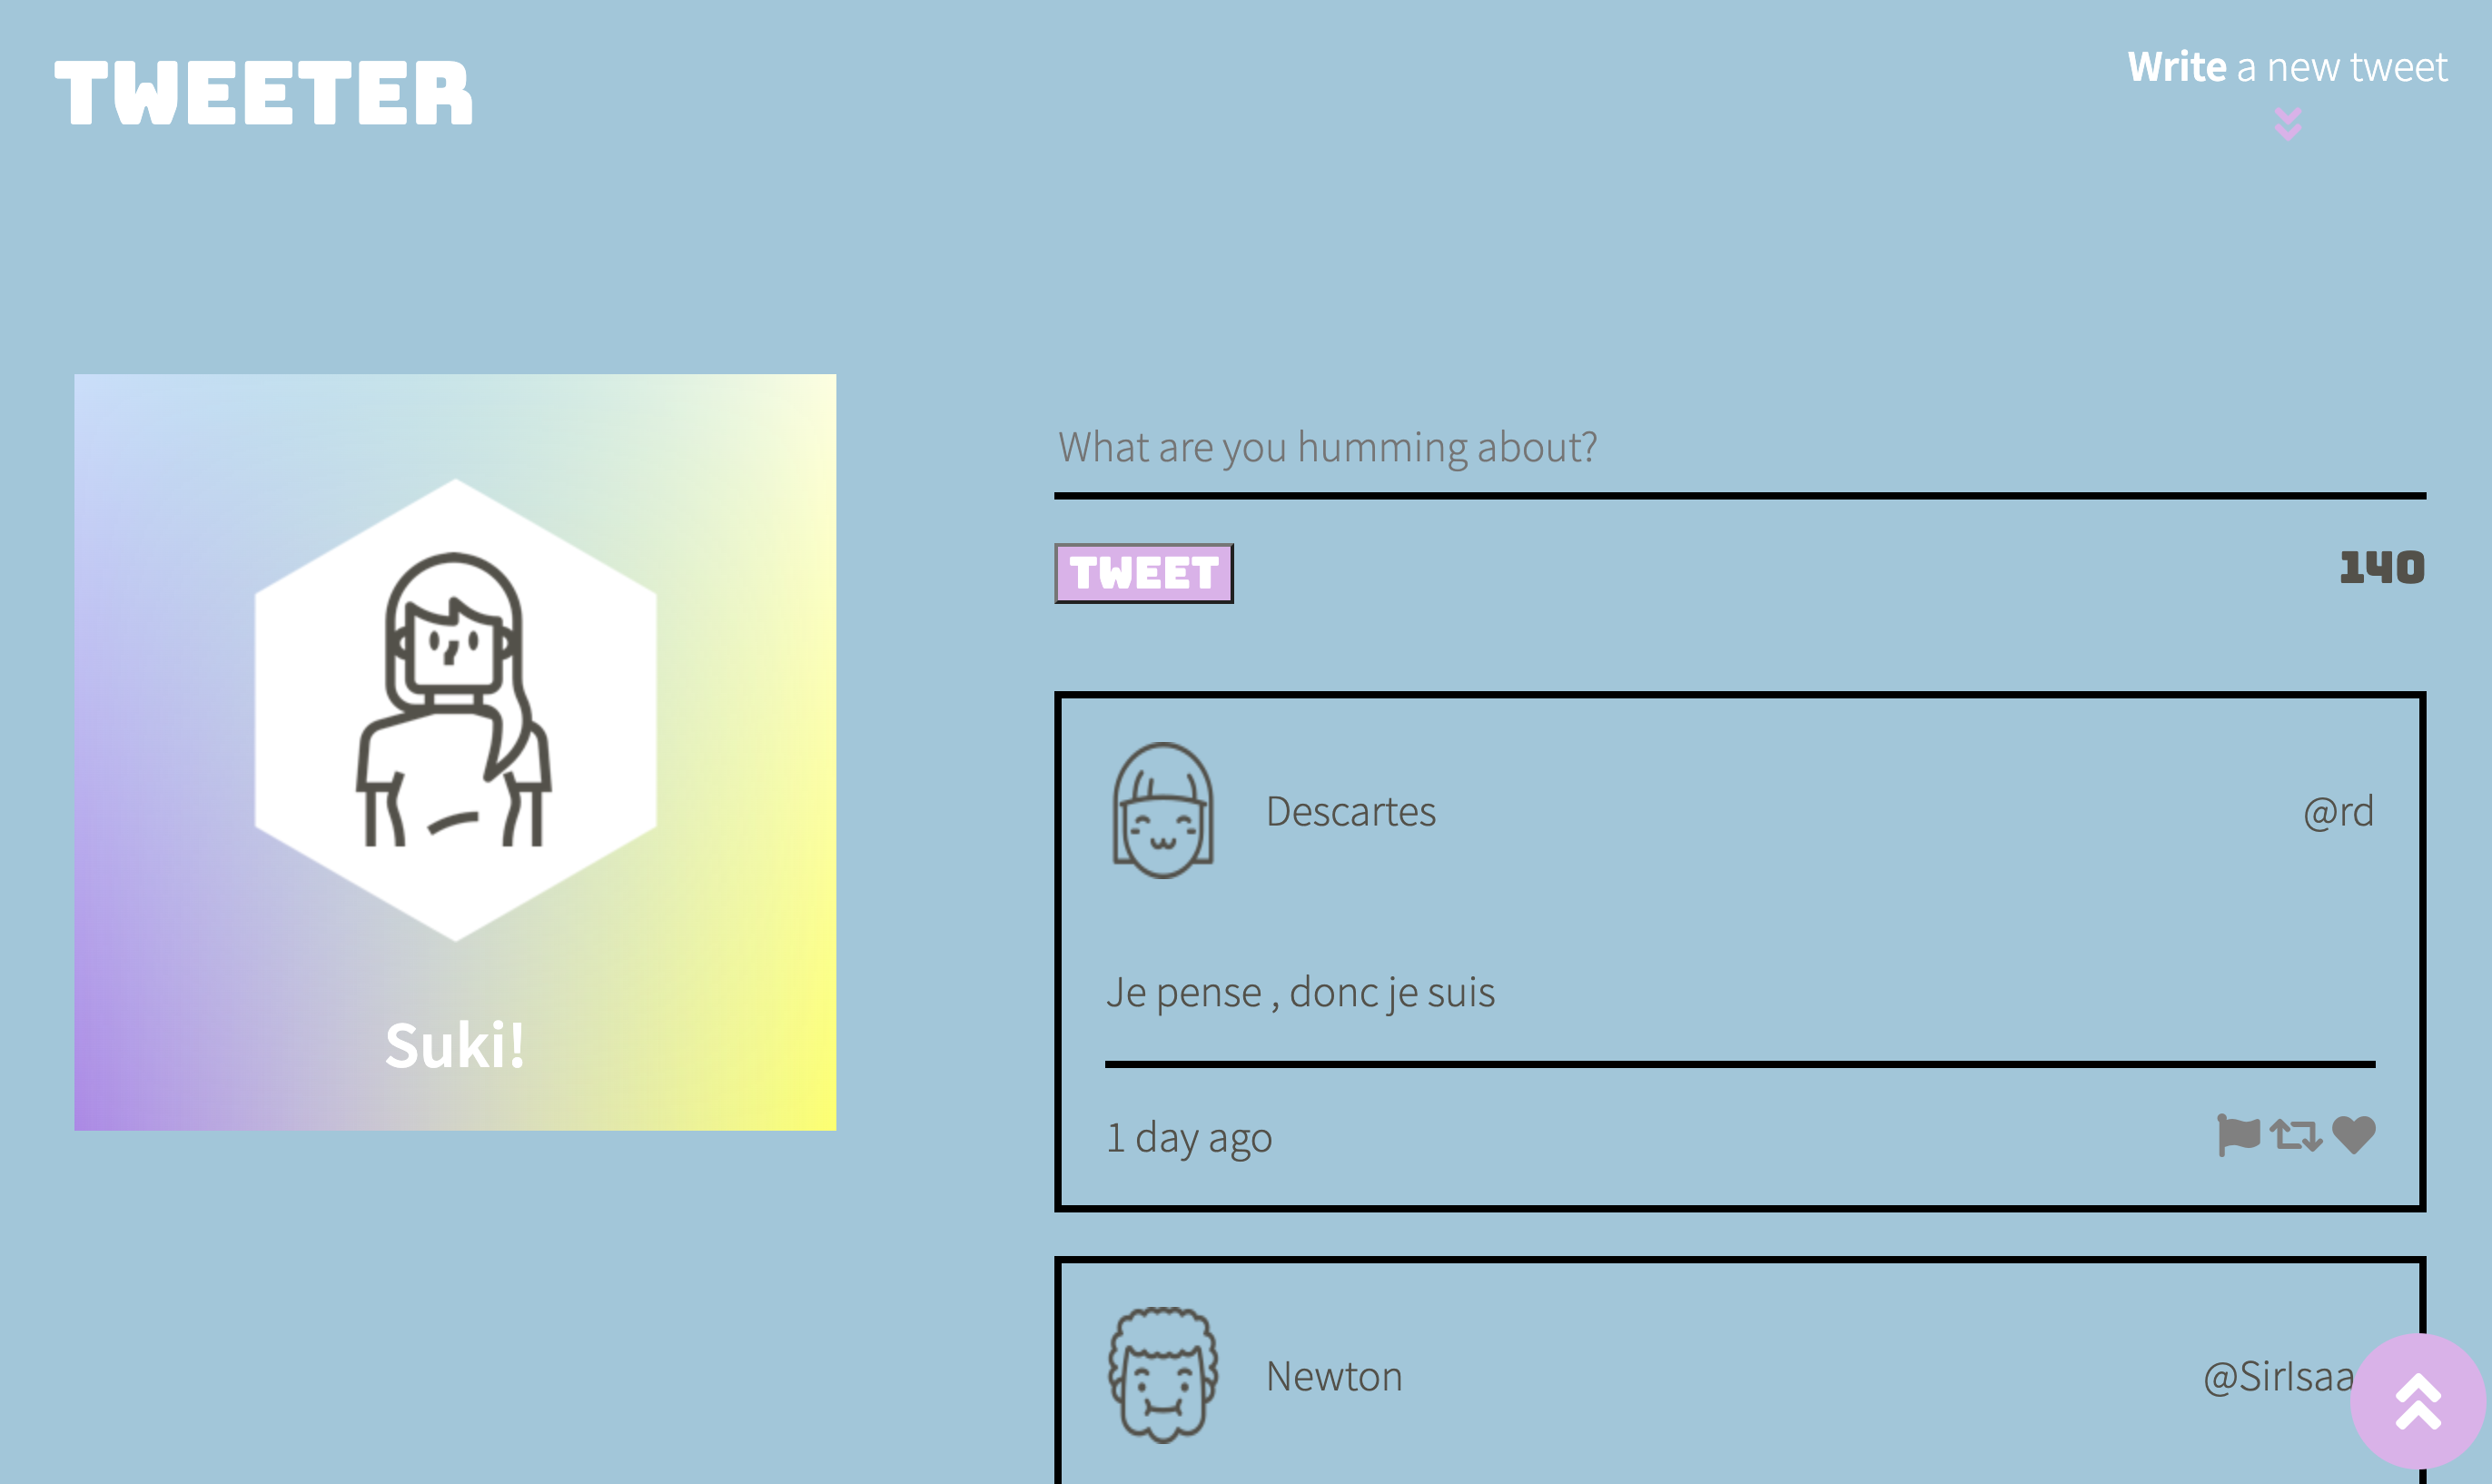 TWEETER
Write a new tweet
Suki!
What are you humming about?
TWEET
140
Descartes
@rd
Je pense , donc je suis
1 day ago
Newton
@SirIsaa